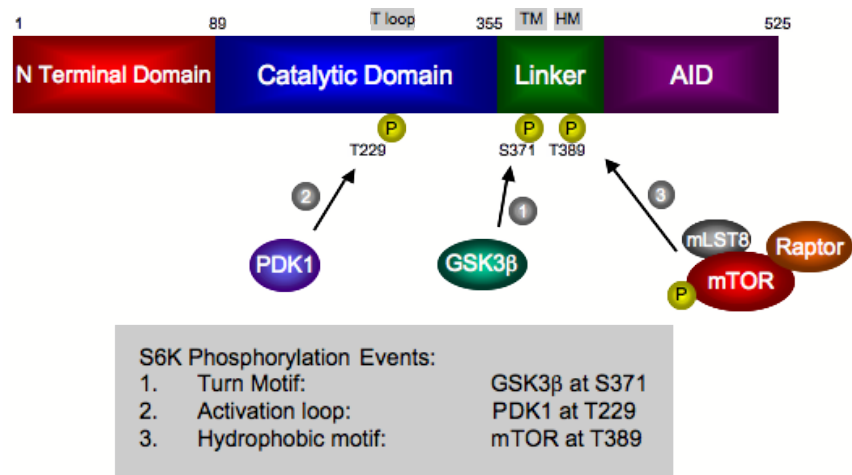 1 89 T loop 355 TM HM 525
N Terminal Domain Catalytic Domain Linker AID
P P P
T229 S371 T389
2 1 3
PDK1 GSK3β mLST8 Raptor
P mTOR
S6K Phosphorylation Events:
1. Turn Motif: GSK3β at S371
2. Activation loop: PDK1 at T229
3. Hydrophobic motif: mTOR at T389